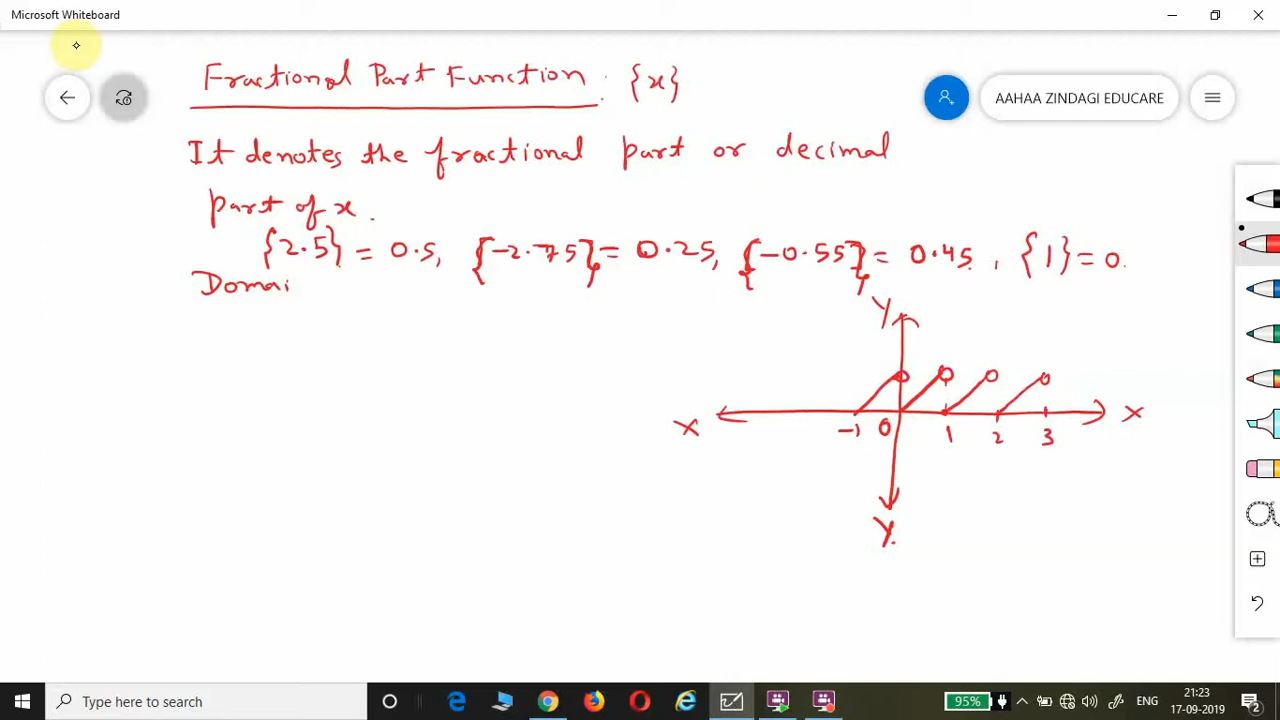 Microsoft Whiteboard
Fractional Part Function : {x}
AAHAA ZINDAGI EDUCARE
It denotes the fractional part or decimal
part of x.
{2.5} = 0.5, {-2.75} = 0.25, {-0.55} = 0.45, {1} = 0.
Domai
Y
X -1 0 1 2 3 X
Y
Type here to search
95%
ENG
21:23
17-09-2019
2